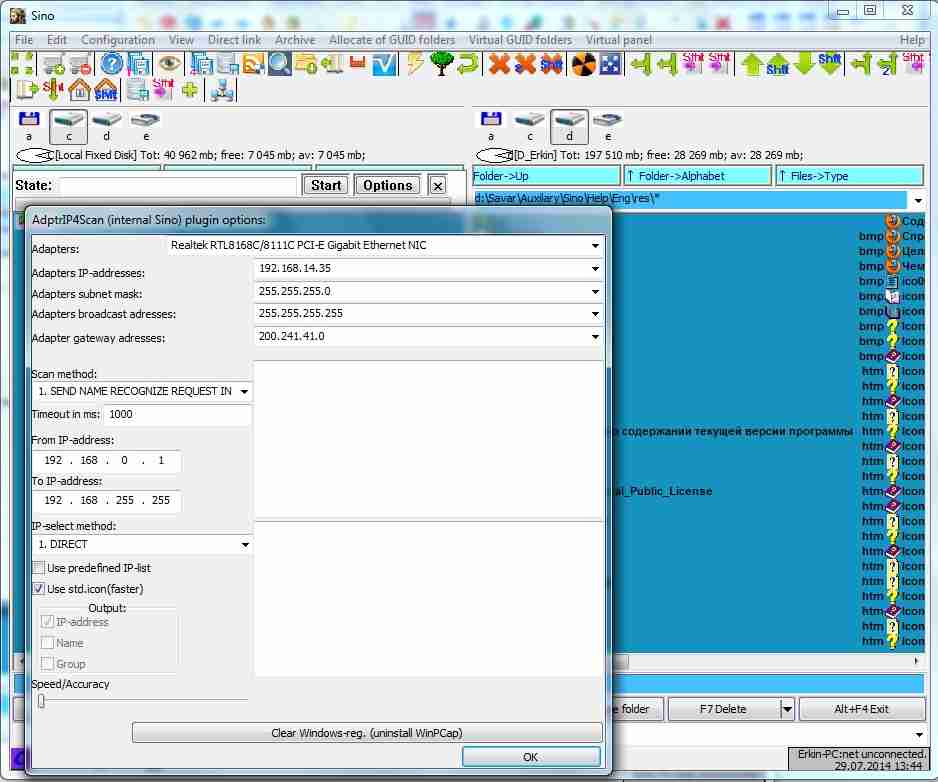 Sino
File Edit Configuration View Direct link Archive Allocate of GUID folders Virtual GUID folders Virtual panel Help
a c d e
a c d e
C[Local Fixed Disk] Tot: 40 962 mb; free: 7 045 mb; av: 7 045 mb;
d[D_Erkin] Tot: 197 510 mb; free: 28 269 mb; av: 28 269 mb;
State: Start Options
Folder->Up ↑ Folder->Alphabet ↑ Files->Type
d:\Savar\Auxilary\Sino\Help\Eng\res\*
AdptrIP4Scan (internal Sino) plugin options:
Adapters: Realtek RTL8168C/8111C PCI-E Gigabit Ethernet NIC
Adapters IP-addresses: 192.168.14.35
Adapters subnet mask: 255.255.255.0
Adapters broadcast adresses: 255.255.255.255
Adapter gateway adresses: 200.241.41.0
Scan method:
1. SEND NAME RECOGNIZE REQUEST IN
Timeout in ms: 1000
From IP-address:
192 . 168 . 0 . 1
To IP-address:
192 . 168 . 255 . 255
IP-select method:
1. DIRECT
Use predefined IP-list
Use std.icon(faster)
Output:
IP-address
Name
Group
Speed/Accuracy
Clear Windows-reg. (uninstall WinPCap)
OK
Сод
bmp Спр
bmp Цел
bmp Чем
bmp ico0
bmp icon
bmp Icon
bmp Icon
bmp Icon
bmp Icon
htm Icon
htm Icon
htm Icon
htm Icon
о содержании текущей версии программы htm Icon
htm Icon
htm Icon
htm Icon
al_Public_License htm Icon
htm Icon
htm Icon
htm Icon
htm Icon
htm Icon
htm Icon
htm Icon
htm Icon
htm Icon
htm Icon
e folder F7 Delete Alt+F4 Exit
Erkin-PC:net unconnected.
29.07.2014 13:44